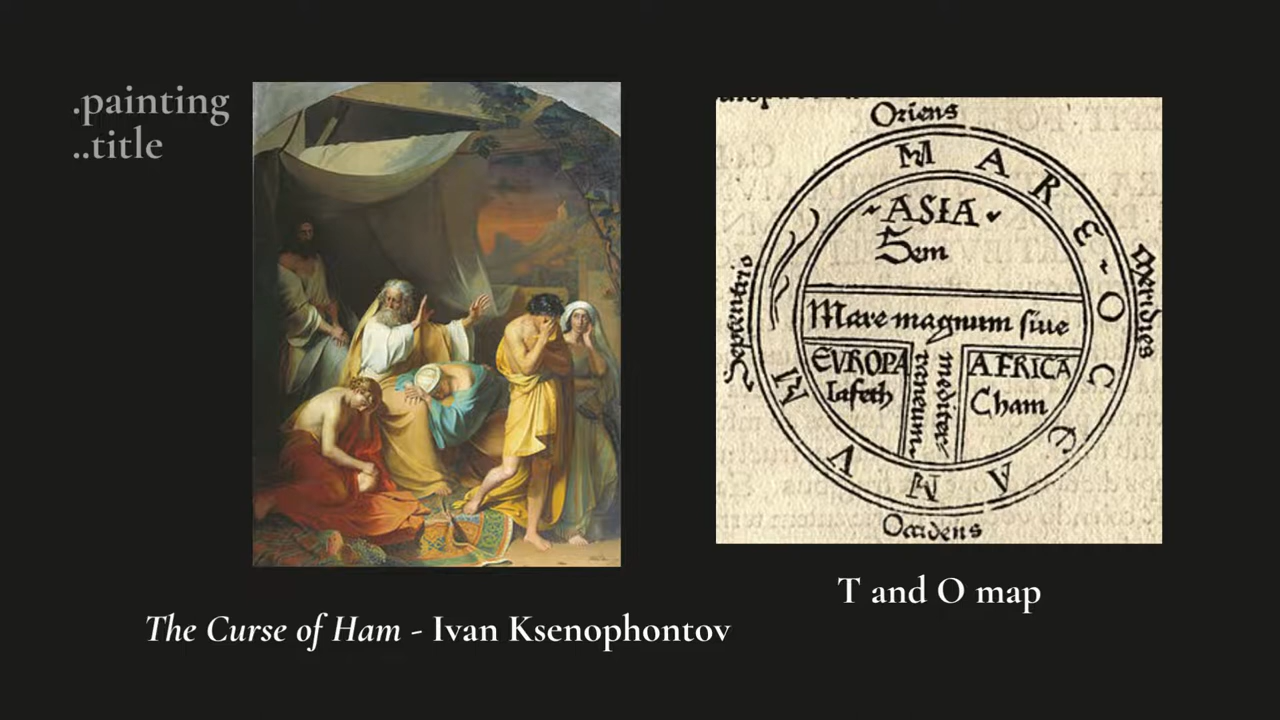 .painting
..title
Oriens
MARE OCCEANVM
ASIA
Sem
Mare magnum siue
mediterraneum
EVROPA
Iafeth
AFRICA
Cham
Septentrio
Meridies
Occidens
T and O map
The Curse of Ham - Ivan Ksenophontov